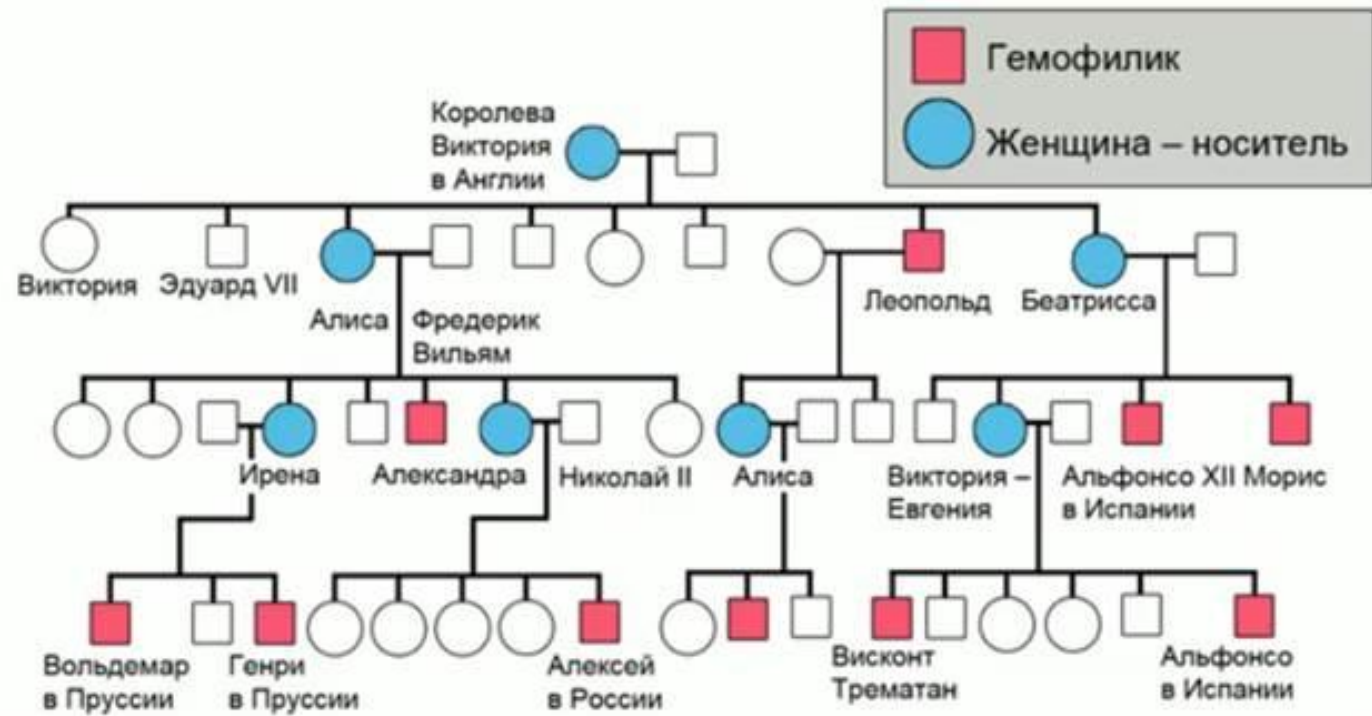 Гемофилик
Женщина – носитель
Королева
Виктория
в Англии
Виктория
Эдуард VII
Алиса
Фредерик
Вильям
Леопольд
Беатрисса
Ирена
Александра
Николай II
Алиса
Виктория –
Евгения
Альфонсо XII
в Испании
Морис
Вольдемар
в Пруссии
Генри
в Пруссии
Алексей
в России
Висконт
Трематан
Альфонсо
в Испании